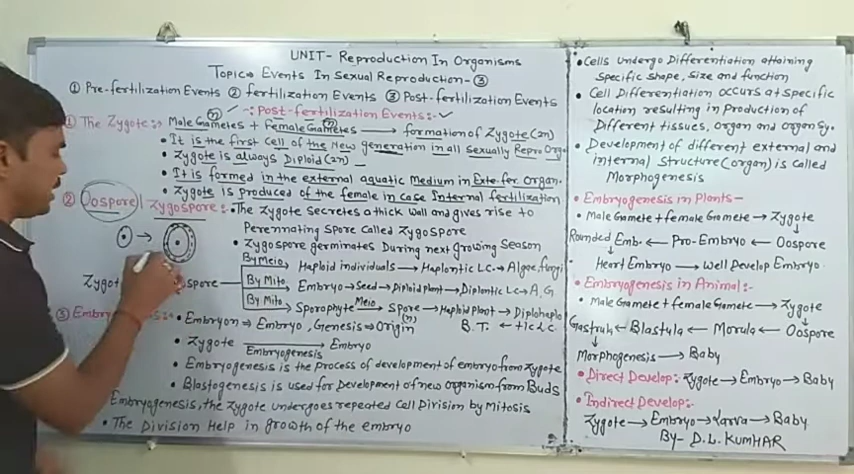 UNIT- Reproduction In Organisms
Topic:- Events In Sexual Reproduction-③
① Pre-fertilization Events ② fertilization Events ③ Post-fertilization Events
-: Post-fertilization Events:-
① The Zygote:- Male Gametes (n) + Female Gametes (n) → formation of Zygote (2n)
• It is the first Cell of the New generation in all sexually Repro Org.
• Zygote is always Diploid (2n)
• It is formed in the external aquatic Medium in Exte. fer Organ.
• Zygote is produced of the female in case Internal fertilization
② Oospore/Zygospore:- • The Zygote Secretes a thick Wall and gives rise to
Perennating Spore Called Zygospore
• Zygospore germinates During next growing Season
By Meio → Haploid individuals → Haplontic LC → Algae, fungi
Zygot spore
By Mito → Embryo → Seed → Diploid plant → Diplontic LC → A, G
By Mito → Sporophyte Meio → Spore (n) → Haploid Plant → Diplohaplo
B.T. ← tic L.C.
③ Embry • Embryon ⇒ Embryo, Genesis ⇒ Origin
• Zygote → Embryo
Embryogenesis
• Embryogenesis is the process of development of embryo from Zygote
• Blastogenesis is used for Development of new organism from Buds
Embryogenesis, the Zygote undergoes repeated Cell Division by Mitosis
• The Division Help in growth of the embryo
• Cells undergo Differentiation attaining
Specific shape, size and function
• Cell Differentiation occurs at specific
location resulting in production of
Different tissues, organ and organ Sy.
• Development of different external and
internal Structure (organ) is called
Morphogenesis
• Embryogenesis in Plants-
• Male Gamete + female Gamete → Zygote
Rounded Emb. ← Pro-Embryo ← Oospore
Heart Embryo → Well Develop Embryo
• Embryogenesis in Animal:-
• Male Gamete + female Gamete → Zygote
Gastrula ← Blastula ← Morula ← Oospore
Morphogenesis → Baby
• Direct Develop: Zygote → Embryo → Baby
• Indirect Develop:-
Zygote → Embryo → Larva → Baby
By- D.L. KUMHAR